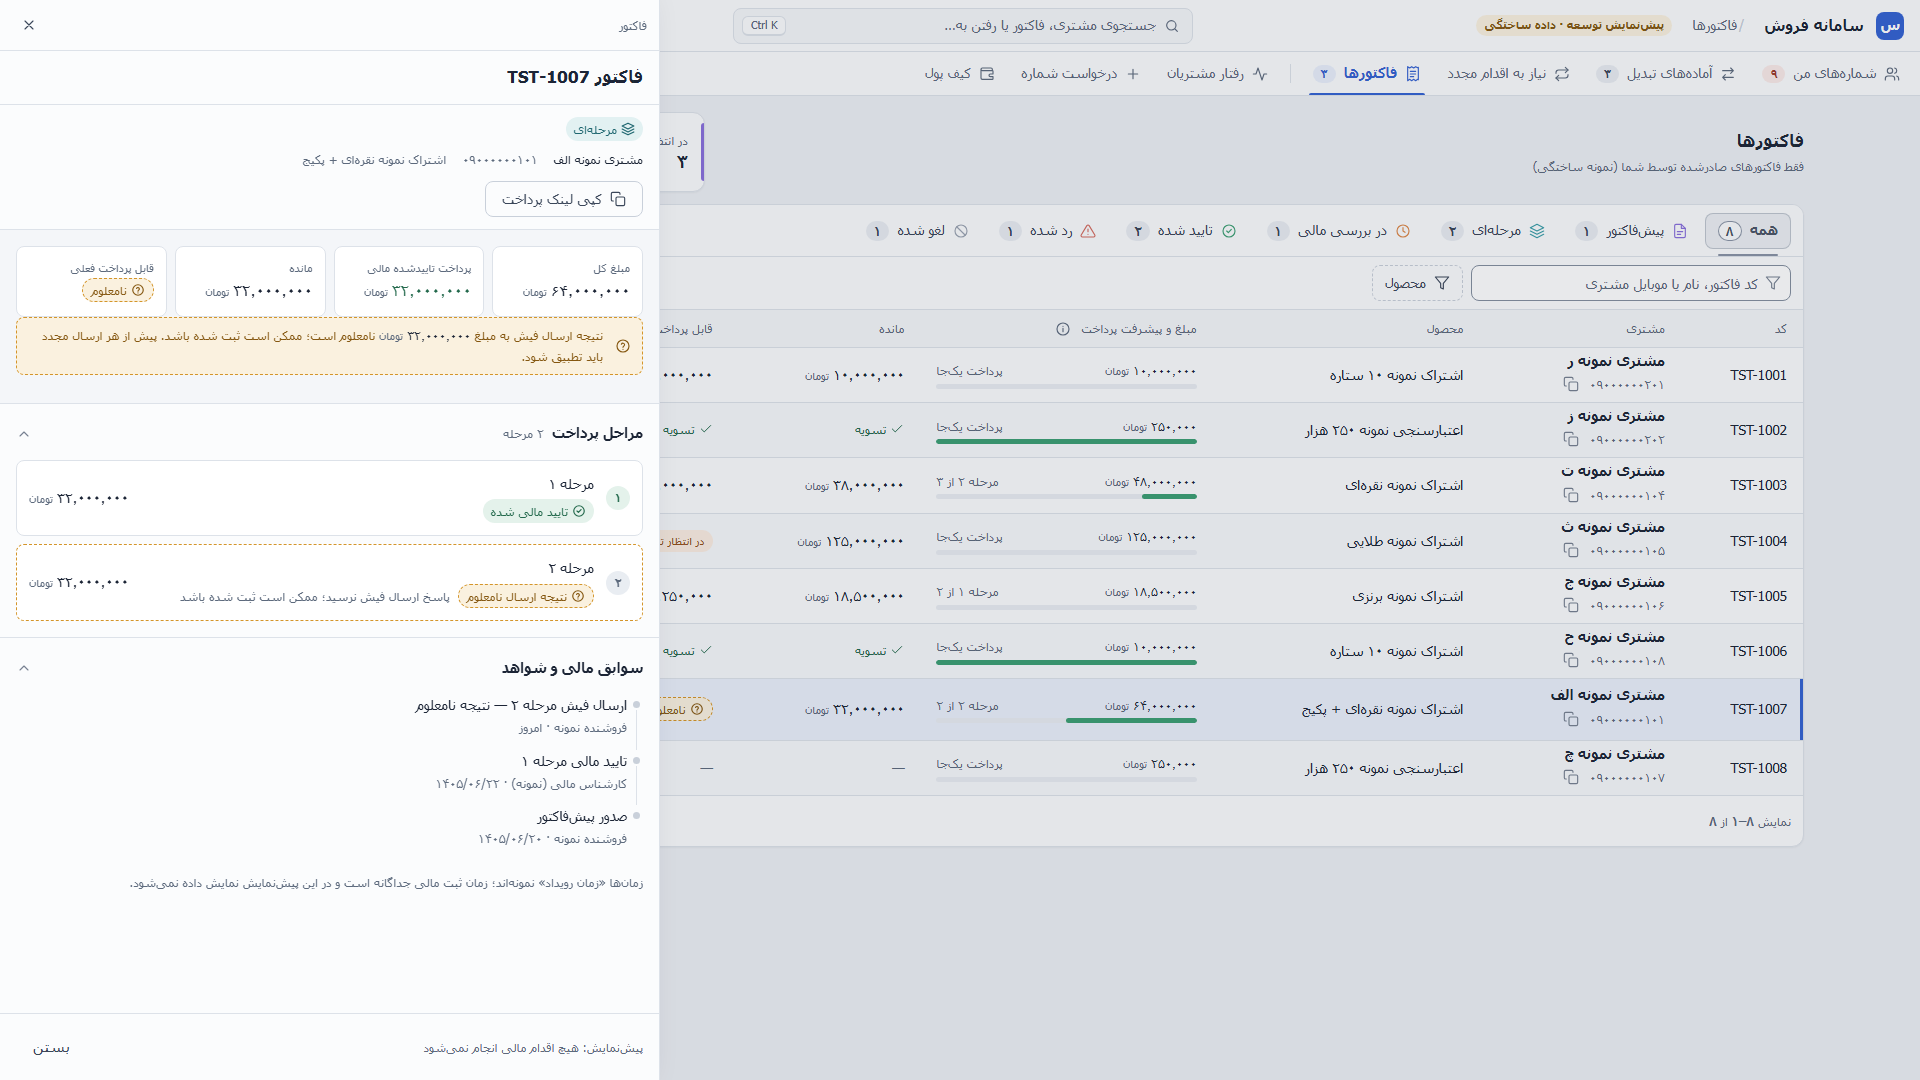 س سامانه فروش / فاکتورها پیش‌نمایش توسعه · داده ساختگی
جستجوی مشتری، فاکتور یا رفتن به... Ctrl K
شماره‌های من ۹ آماده‌های تبدیل ۳ نیاز به اقدام مجدد فاکتورها ۳ رفتار مشتریان درخواست شماره کیف پول
فاکتورها
فقط فاکتورهای صادرشده توسط شما (نمونه ساختگی)
۳
همه ۸ پیش‌فاکتور ۱ مرحله‌ای ۲ در بررسی مالی ۱ تایید شده ۲ رد شده ۱ لغو شده ۱
کد فاکتور، نام یا موبایل مشتری محصول
کد مشتری محصول مبلغ و پیشرفت پرداخت مانده
TST-1001 مشتری نمونه ر ۰۹۰۰۰۰۰۰۲۰۱ اشتراک نمونه ۱۰ ستاره ۱۰,۰۰۰,۰۰۰ تومان پرداخت یک‌جا ۱۰,۰۰۰,۰۰۰ تومان
TST-1002 مشتری نمونه ز ۰۹۰۰۰۰۰۰۲۰۲ اعتبارسنجی نمونه ۲۵۰ هزار ۲۵۰,۰۰۰ تومان پرداخت یک‌جا تسویه تسویه
TST-1003 مشتری نمونه ت ۰۹۰۰۰۰۰۰۱۰۴ اشتراک نمونه نقره‌ای ۴۸,۰۰۰,۰۰۰ تومان مرحله ۲ از ۳ ۳۸,۰۰۰,۰۰۰ تومان
TST-1004 مشتری نمونه ث ۰۹۰۰۰۰۰۰۱۰۵ اشتراک نمونه طلایی ۱۲۵,۰۰۰,۰۰۰ تومان پرداخت یک‌جا ۱۲۵,۰۰۰,۰۰۰ تومان در انتظار
TST-1005 مشتری نمونه ج ۰۹۰۰۰۰۰۰۱۰۶ اشتراک نمونه برنزی ۱۸,۵۰۰,۰۰۰ تومان مرحله ۱ از ۲ ۱۸,۵۰۰,۰۰۰ تومان
TST-1006 مشتری نمونه ح ۰۹۰۰۰۰۰۰۱۰۸ اشتراک نمونه ۱۰ ستاره ۱۰,۰۰۰,۰۰۰ تومان پرداخت یک‌جا تسویه تسویه
TST-1007 مشتری نمونه الف ۰۹۰۰۰۰۰۰۱۰۱ اشتراک نمونه نقره‌ای + پکیج ۶۴,۰۰۰,۰۰۰ تومان مرحله ۲ از ۲ ۳۲,۰۰۰,۰۰۰ تومان
TST-1008 مشتری نمونه چ ۰۹۰۰۰۰۰۰۱۰۷ اعتبارسنجی نمونه ۲۵۰ هزار ۲۵۰,۰۰۰ تومان پرداخت یک‌جا — —
نمایش ۱–۸ از ۸
فاکتور
فاکتور TST-1007
مرحله‌ای
مشتری نمونه الف ۰۹۰۰۰۰۰۰۱۰۱ اشتراک نمونه نقره‌ای + پکیج
کپی لینک پرداخت
مبلغ کل پرداخت تاییدشده مالی مانده قابل پرداخت فعلی
۶۴,۰۰۰,۰۰۰ تومان ۳۲,۰۰۰,۰۰۰ تومان ۳۲,۰۰۰,۰۰۰ تومان نامعلوم
نتیجه ارسال فیش به مبلغ ۳۲,۰۰۰,۰۰۰ تومان نامعلوم است؛ ممکن است ثبت شده باشد. پیش از هر ارسال مجدد
باید تطبیق شود.
مراحل پرداخت ۲ مرحله
۱ مرحله ۱ ۳۲,۰۰۰,۰۰۰ تومان
تایید مالی شده
۲ مرحله ۲ ۳۲,۰۰۰,۰۰۰ تومان
نتیجه ارسال نامعلوم پاسخ ارسال فیش نرسید؛ ممکن است ثبت شده باشد
سوابق مالی و شواهد
ارسال فیش مرحله ۲ — نتیجه نامعلوم
فروشنده نمونه · امروز
تایید مالی مرحله ۱
کارشناس مالی (نمونه) · ۱۴۰۵/۰۶/۲۲
صدور پیش‌فاکتور
فروشنده نمونه · ۱۴۰۵/۰۶/۲۰
زمان‌ها «زمان رویداد» نمونه‌اند؛ زمان ثبت مالی جداگانه است و در این پیش‌نمایش نمایش داده نمی‌شود.
پیش‌نمایش: هیچ اقدام مالی انجام نمی‌شود
بستن